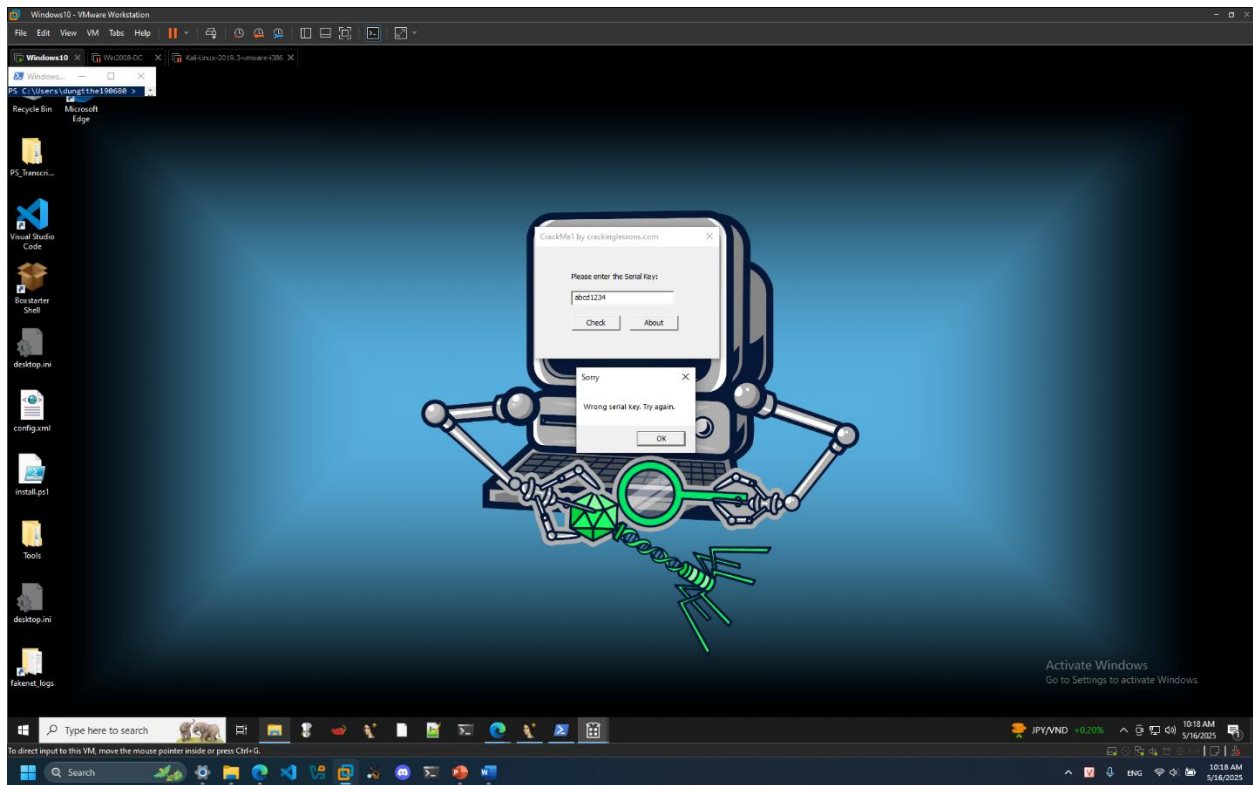 Windows10 - VMware Workstation
File Edit View VM Tabs Help
Windows10 Win2008-DC Kali-Linux-2019.3-vmware-i386
Windows...
PS C:\Users\dungtthe190680 >
Recycle Bin
Microsoft
Edge
PS_Transcri...
Visual Studio
Code
Boxstarter
Shell
desktop.ini
config.xml
install.ps1
Tools
desktop.ini
fakenet_logs
CrackMe1 by crackinglessons.com
Please enter the Serial Key:
abcd1234
Check About
Sorry
Wrong serial key. Try again.
OK
Activate Windows
Go to Settings to activate Windows.
Type here to search
JPY/VND +0,20%
10:18 AM
5/16/2025
To direct input to this VM, move the mouse pointer inside or press Ctrl+G.
Search
ENG
10:18 AM
5/16/2025